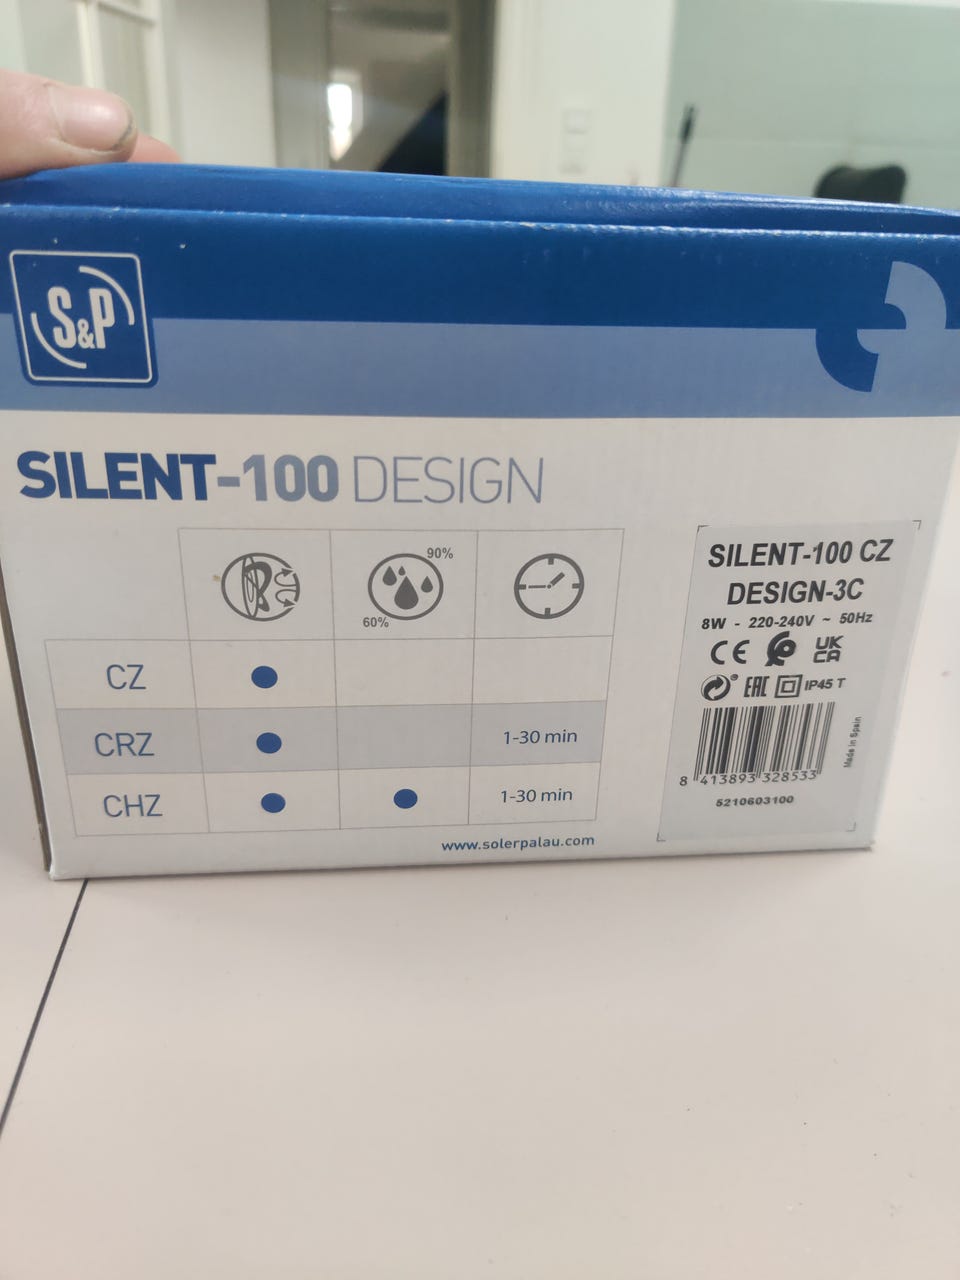 S&P
SILENT-100 DESIGN
90%
60%
CZ
CRZ 1-30 min
CHZ 1-30 min
www.solerpalau.com
SILENT-100 CZ
DESIGN-3C
8W - 220-240V ~ 50Hz
CE UK CA
EAC IP45 T
Made in Spain
8 413893 328533
5210603100